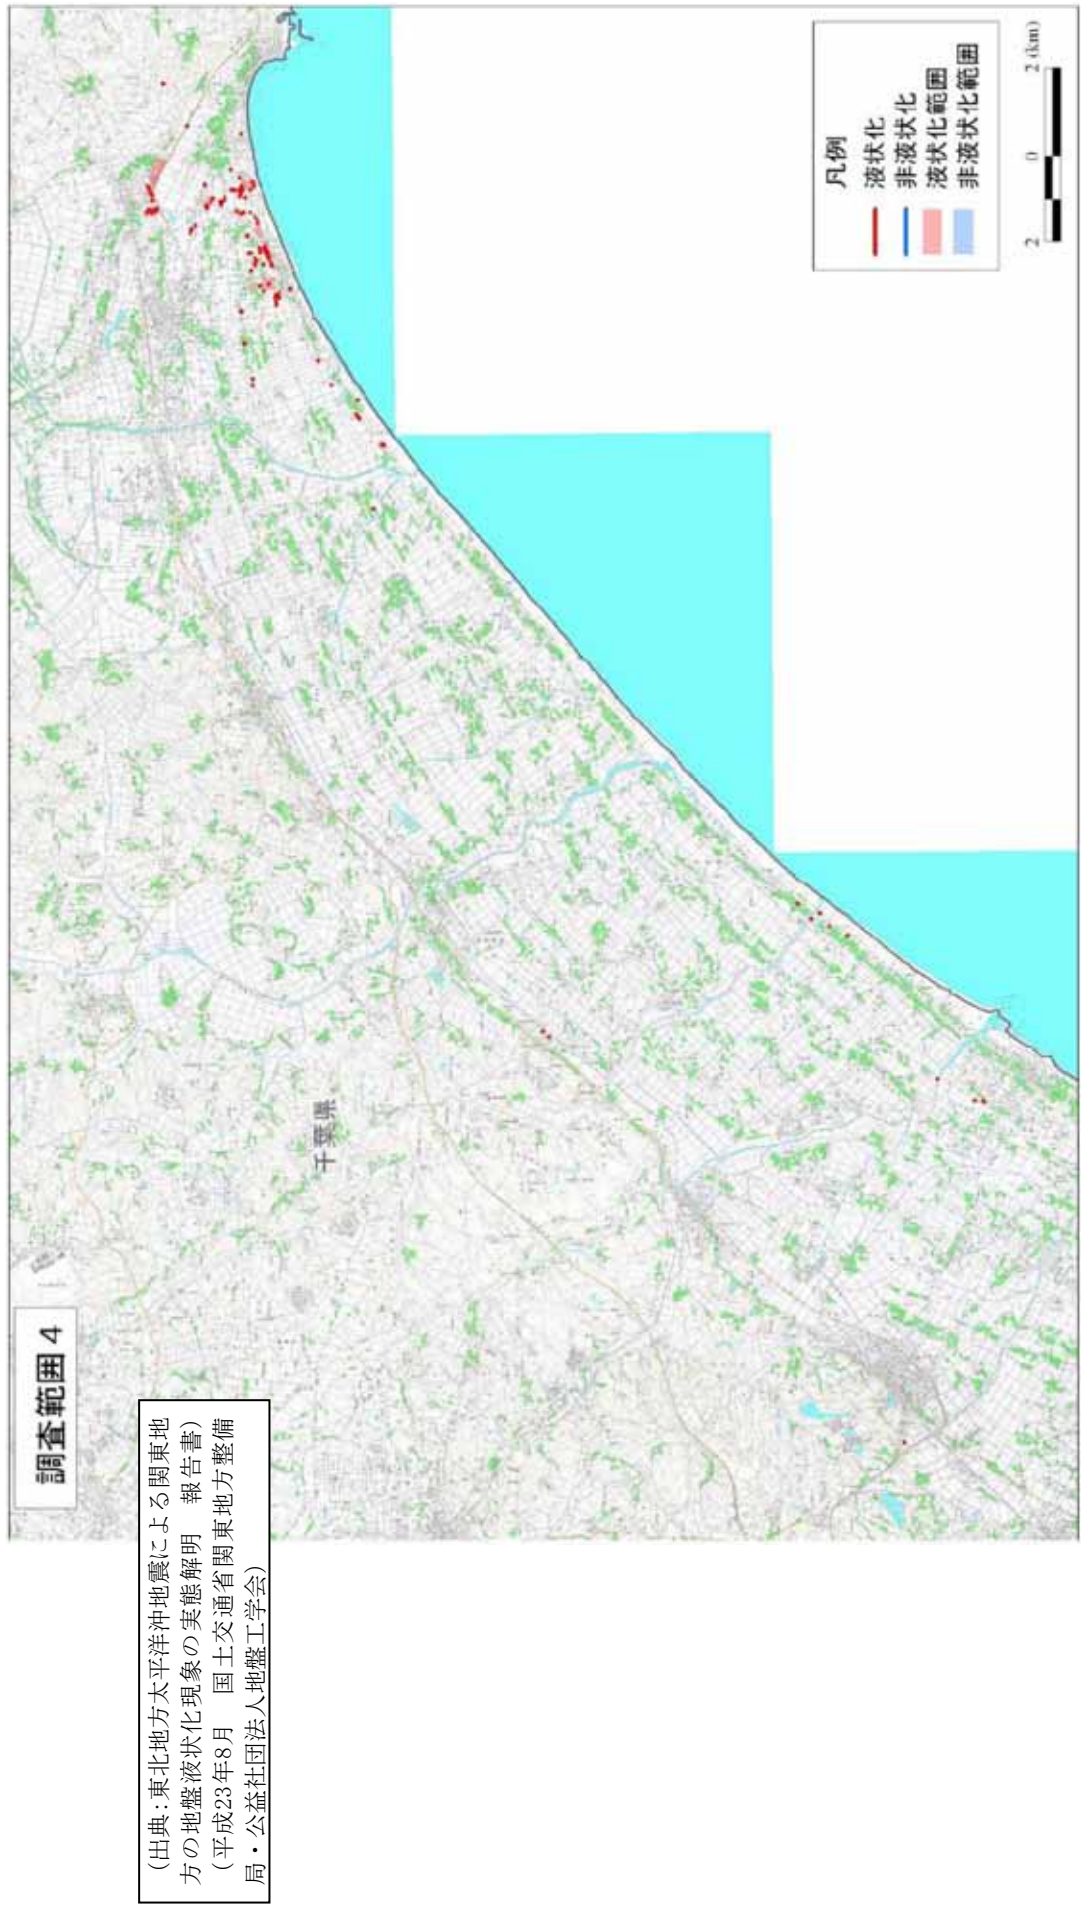 調査範囲４
（出典：東北地方太平洋沖地震による関東地
方の地盤液状化現象の実態解明　報告書）
（平成23年8月　国土交通省関東地方整備
局・公益社団法人地盤工学会）
千葉県
凡例
液状化
非液状化
液状化範囲
非液状化範囲
2 0 2 (km)